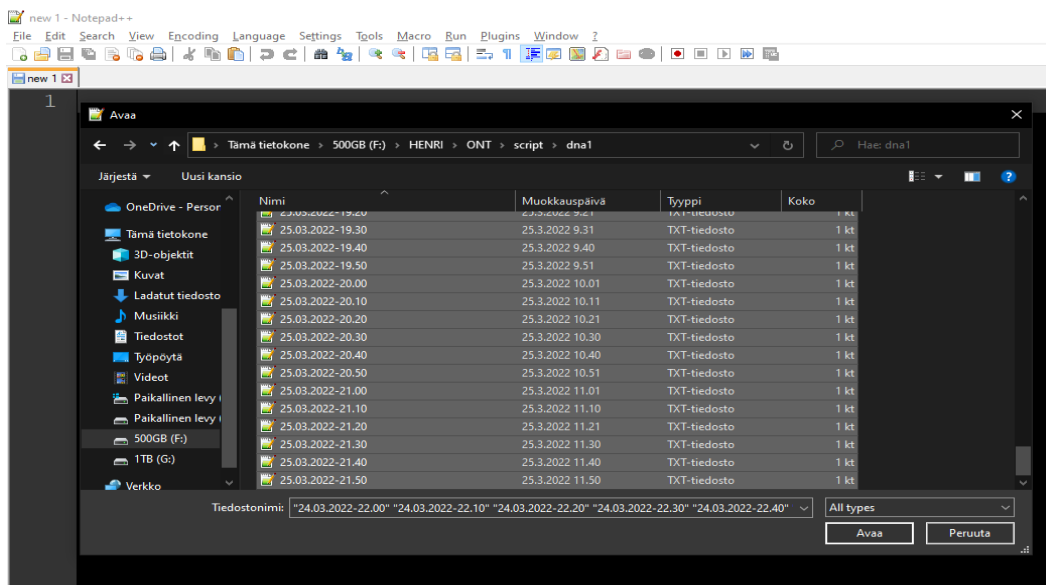 new 1 - Notepad++
File Edit Search View Encoding Language Settings Tools Macro Run Plugins Window ?
new 1
1
Avaa
Tämä tietokone > 500GB (F:) > HENRI > ONT > script > dna1
Hae: dna1
Järjestä Uusi kansio
OneDrive - Person
Tämä tietokone
3D-objektit
Kuvat
Ladatut tiedosto
Musiikki
Tiedostot
Työpöytä
Videot
Paikallinen levy
Paikallinen levy
500GB (F:)
1TB (G:)
Verkko
Nimi Muokkauspäivä Tyyppi Koko
25.03.2022-19.20 25.3.2022 9.21 TXT-tiedosto 1 kt
25.03.2022-19.30 25.3.2022 9.31 TXT-tiedosto 1 kt
25.03.2022-19.40 25.3.2022 9.40 TXT-tiedosto 1 kt
25.03.2022-19.50 25.3.2022 9.51 TXT-tiedosto 1 kt
25.03.2022-20.00 25.3.2022 10.01 TXT-tiedosto 1 kt
25.03.2022-20.10 25.3.2022 10.11 TXT-tiedosto 1 kt
25.03.2022-20.20 25.3.2022 10.21 TXT-tiedosto 1 kt
25.03.2022-20.30 25.3.2022 10.30 TXT-tiedosto 1 kt
25.03.2022-20.40 25.3.2022 10.40 TXT-tiedosto 1 kt
25.03.2022-20.50 25.3.2022 10.51 TXT-tiedosto 1 kt
25.03.2022-21.00 25.3.2022 11.01 TXT-tiedosto 1 kt
25.03.2022-21.10 25.3.2022 11.10 TXT-tiedosto 1 kt
25.03.2022-21.20 25.3.2022 11.21 TXT-tiedosto 1 kt
25.03.2022-21.30 25.3.2022 11.30 TXT-tiedosto 1 kt
25.03.2022-21.40 25.3.2022 11.40 TXT-tiedosto 1 kt
25.03.2022-21.50 25.3.2022 11.50 TXT-tiedosto 1 kt
Tiedostonimi: "24.03.2022-22.00" "24.03.2022-22.10" "24.03.2022-22.20" "24.03.2022-22.30" "24.03.2022-22.40"
All types
Avaa Peruuta